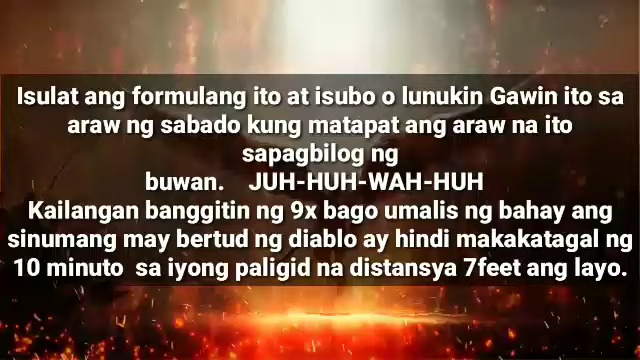 Isulat ang formulang ito at isubo o lunukin Gawin ito sa
araw ng sabado kung matapat ang araw na ito
sapagbilog ng
buwan. JUH-HUH-WAH-HUH
Kailangan banggitin ng 9x bago umalis ng bahay ang
sinumang may bertud ng diablo ay hindi makakatagal ng
10 minuto sa iyong paligid na distansya 7feet ang layo.